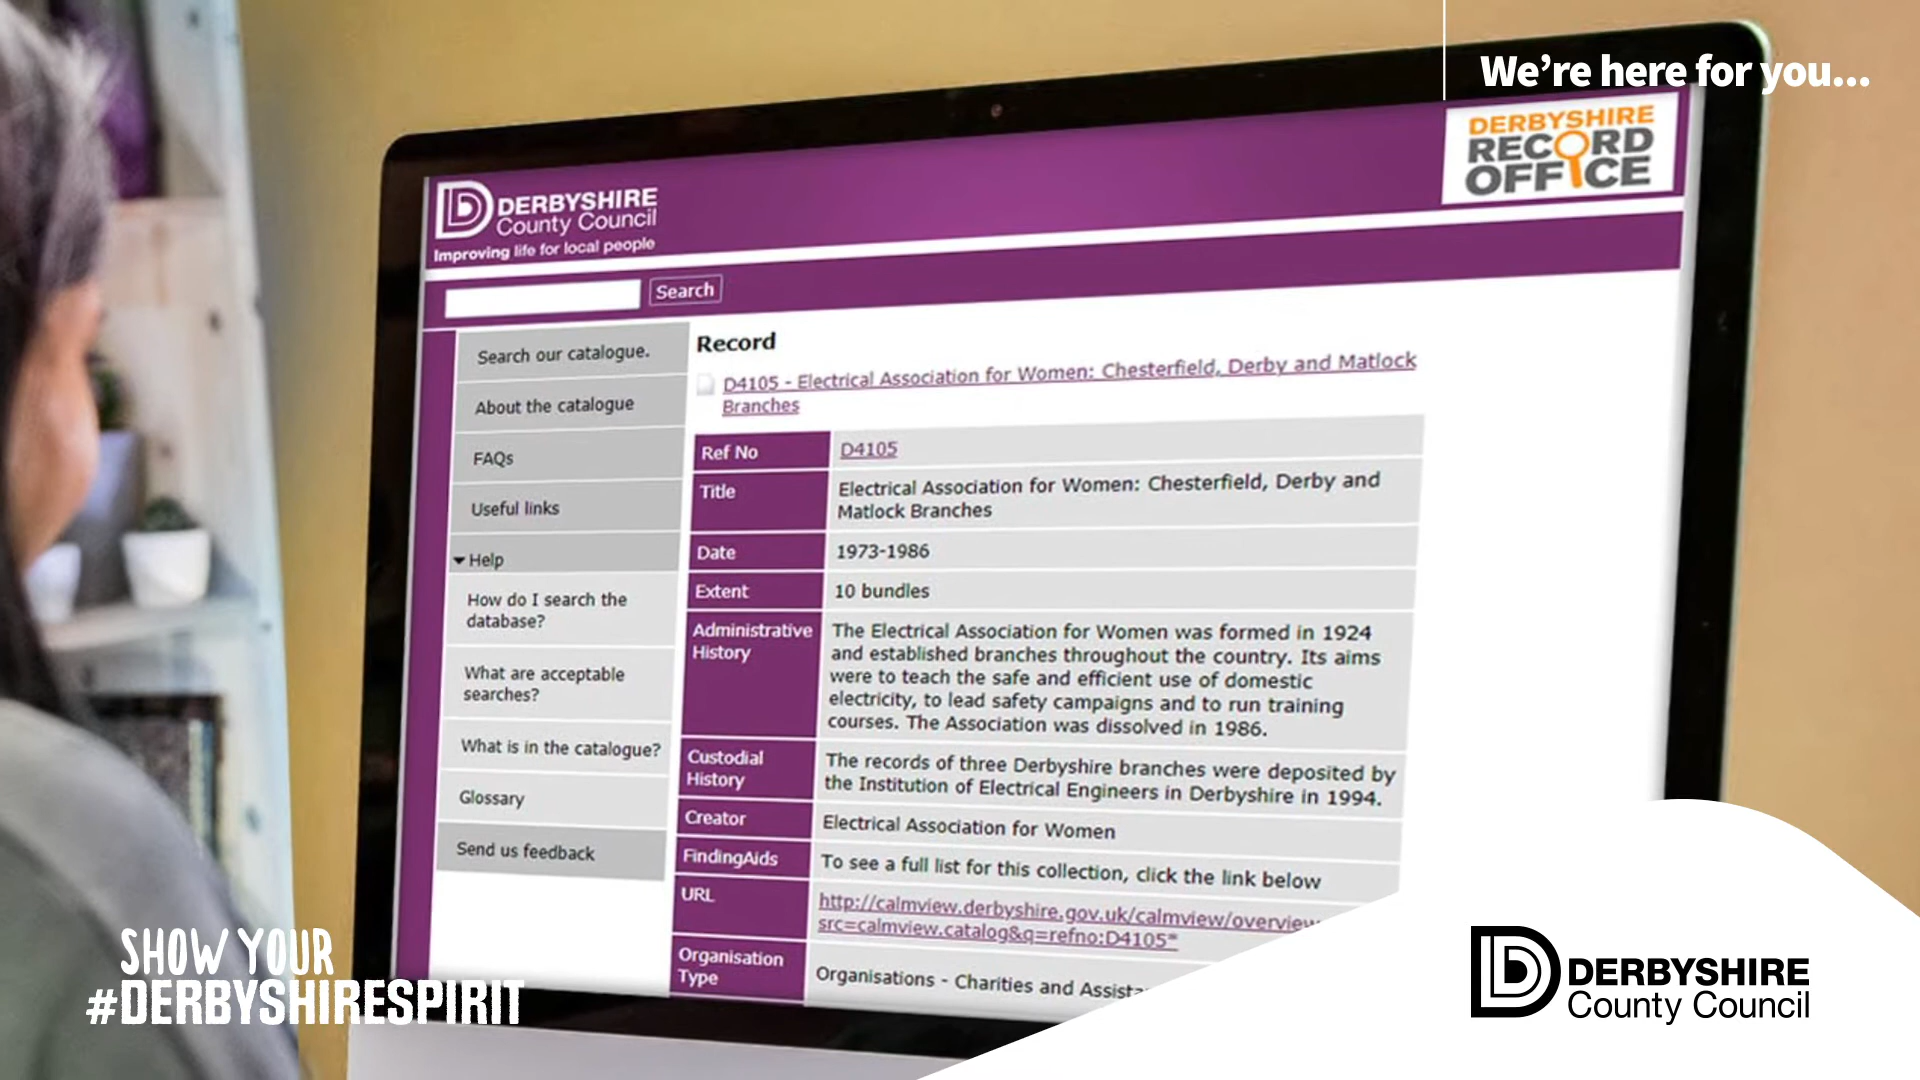 We're here for you...
DERBYSHIRE
RECORD
OFFICE
DERBYSHIRE
County Council
Improving life for local people
Search
Search our catalogue.
About the catalogue
FAQs
Useful links
Help
How do I search the
database?
What are acceptable
searches?
What is in the catalogue?
Glossary
Send us feedback
Record
D4105 - Electrical Association for Women: Chesterfield, Derby and Matlock
Branches
Ref No
D4105
Title
Electrical Association for Women: Chesterfield, Derby and
Matlock Branches
Date
1973-1986
Extent
10 bundles
Administrative
History
The Electrical Association for Women was formed in 1924
and established branches throughout the country. Its aims
were to teach the safe and efficient use of domestic
electricity, to lead safety campaigns and to run training
courses. The Association was dissolved in 1986.
Custodial
History
The records of three Derbyshire branches were deposited by
the Institution of Electrical Engineers in Derbyshire in 1994.
Creator
Electrical Association for Women
FindingAids
To see a full list for this collection, click the link below
URL
http://calmview.derbyshire.gov.uk/calmview/overview
src=calmview.catalog&q=refno:D4105*
Organisation
Type
Organisations - Charities and
SHOW YOUR
#DERBYSHIRESPIRIT
DERBYSHIRE
County Council